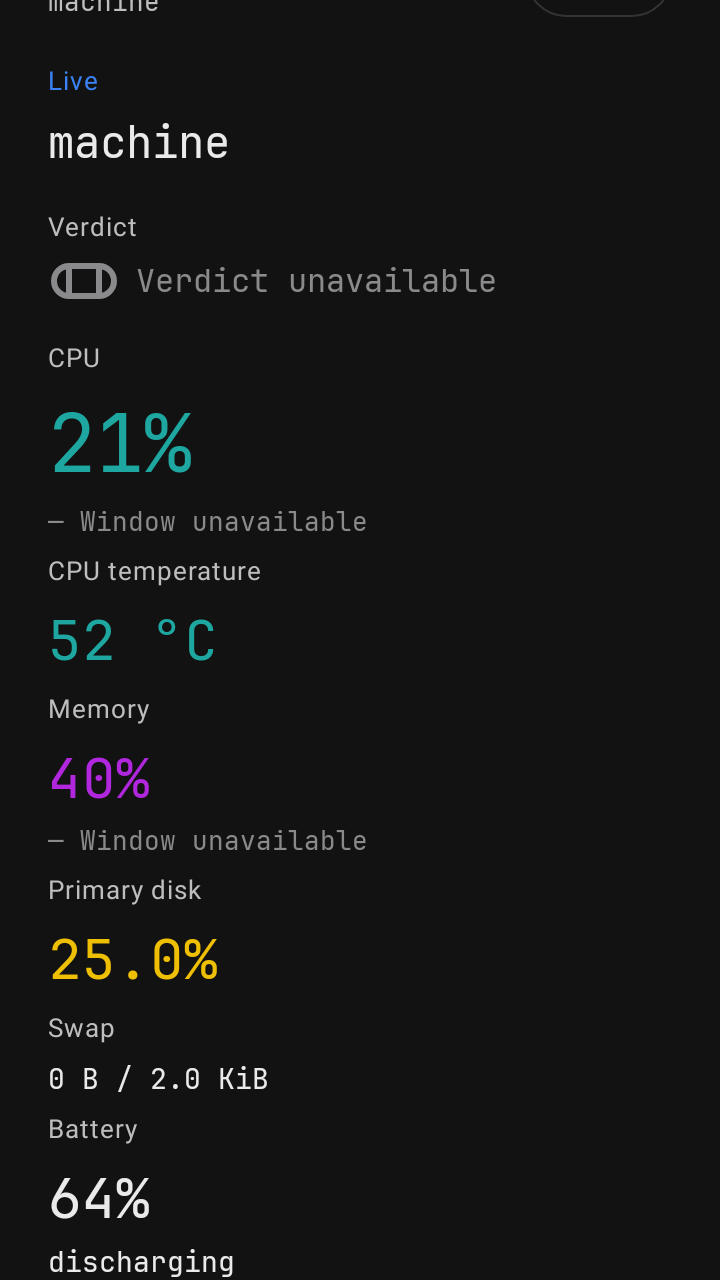 machine
Live
machine
Verdict
Verdict unavailable
CPU
21%
— Window unavailable
CPU temperature
52 °C
Memory
40%
— Window unavailable
Primary disk
25.0%
Swap
0 B / 2.0 KiB
Battery
64%
discharging